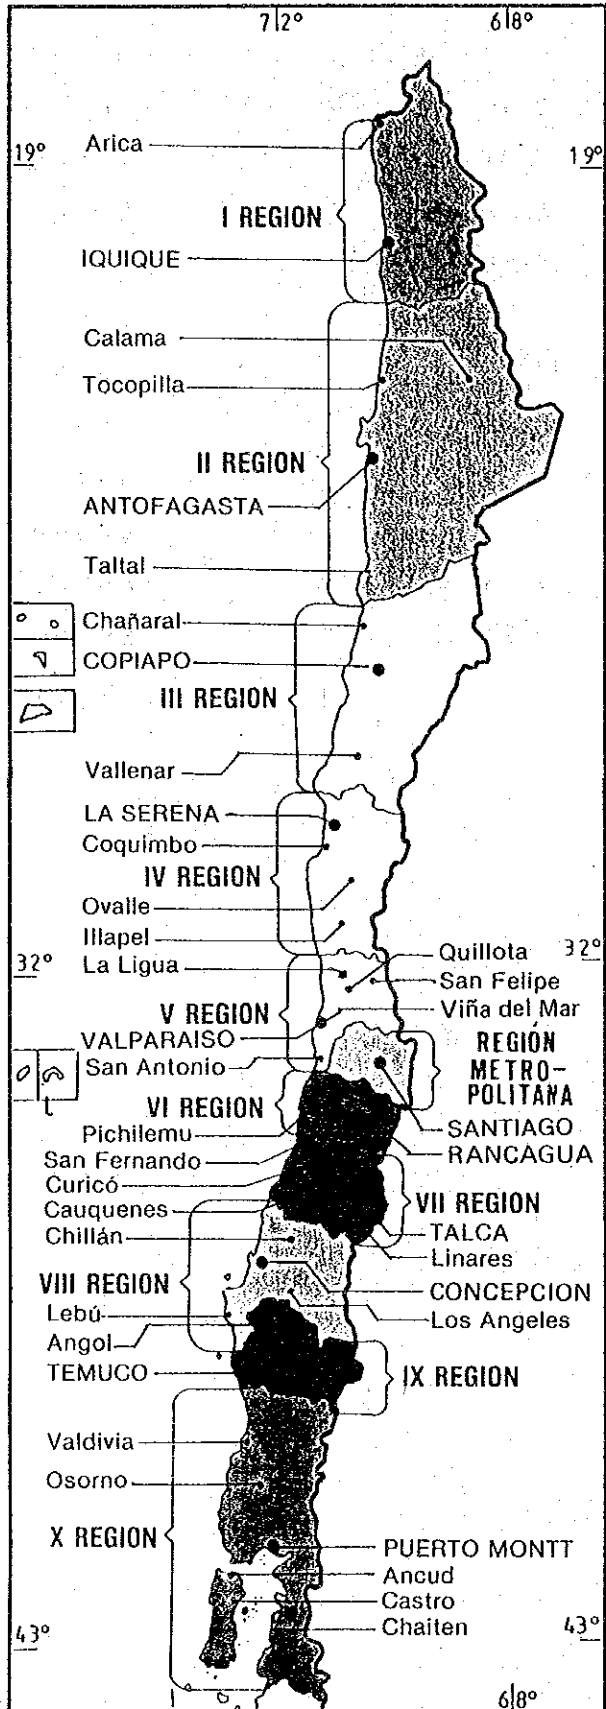 72° 68°
Arica
19° 19°
I REGION
IQUIQUE
Calama
Tocopilla
II REGION
ANTOFAGASTA
Taltal
Chañaral
COPIAPO
III REGION
Vallenar
LA SERENA
Coquimbo
IV REGION
Ovalle
Illapel
Quillota
32° 32°
La Ligua
San Felipe
V REGION
Viña del Mar
VALPARAISO
REGIÓN
METRO-
POLITANA
San Antonio
VI REGION
Pichilemu
SANTIAGO
San Fernando
RANCAGUA
Curicó
Cauquenes
VII REGION
Chillán
TALCA
Linares
VIII REGION
CONCEPCION
Lebú
Los Angeles
Angol
TEMUCO
IX REGION
Valdivia
Osorno
X REGION
PUERTO MONTT
Ancud
Castro
Chaiten
43° 43°
68°